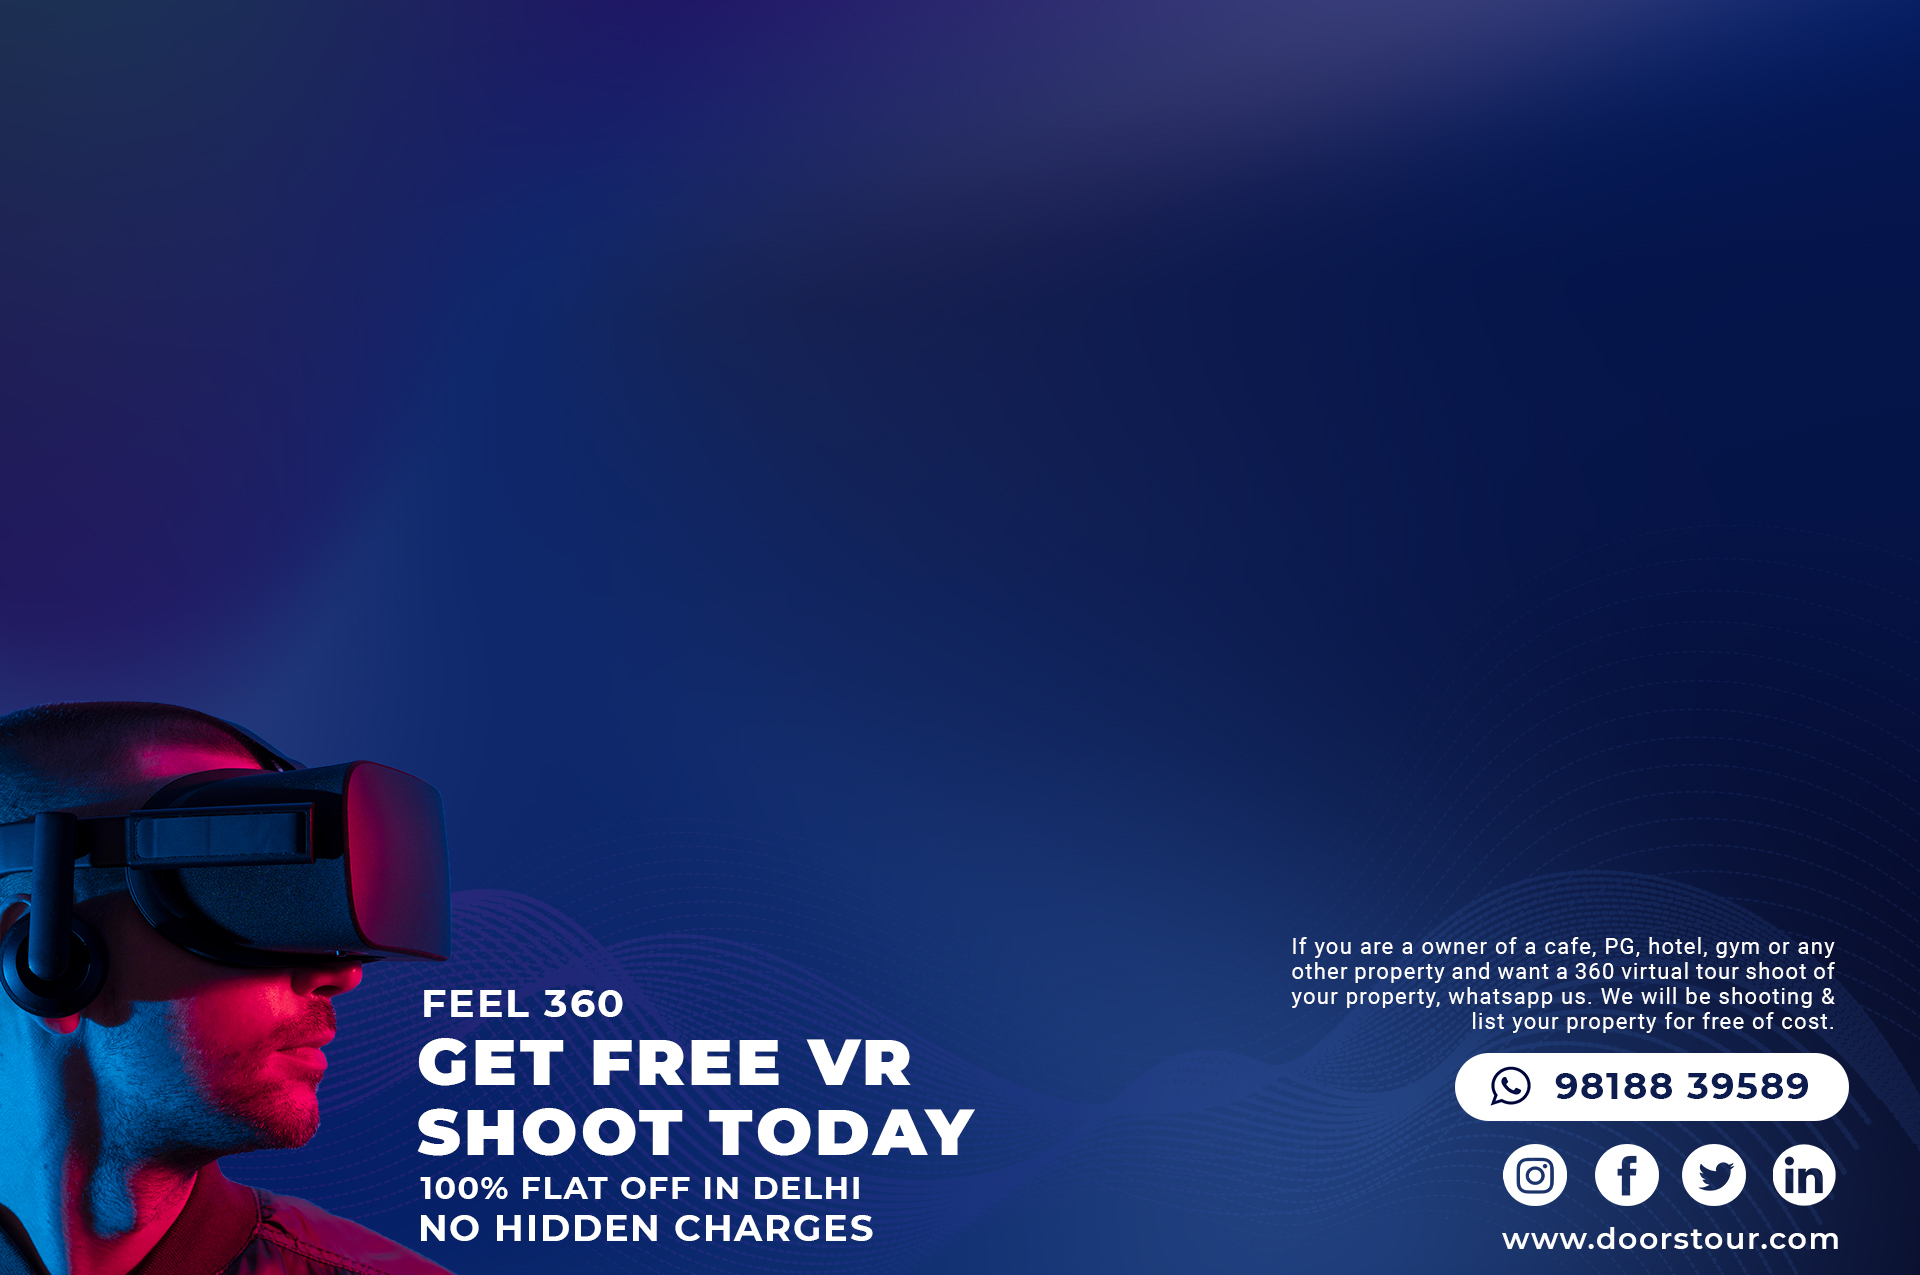 FEEL 360
GET FREE VR
SHOOT TODAY
100% FLAT OFF IN DELHI
NO HIDDEN CHARGES
If you are a owner of a cafe, PG, hotel, gym or any
other property and want a 360 virtual tour shoot of
your property, whatsapp us. We will be shooting &
list your property for free of cost.
98188 39589
www.doorstour.com